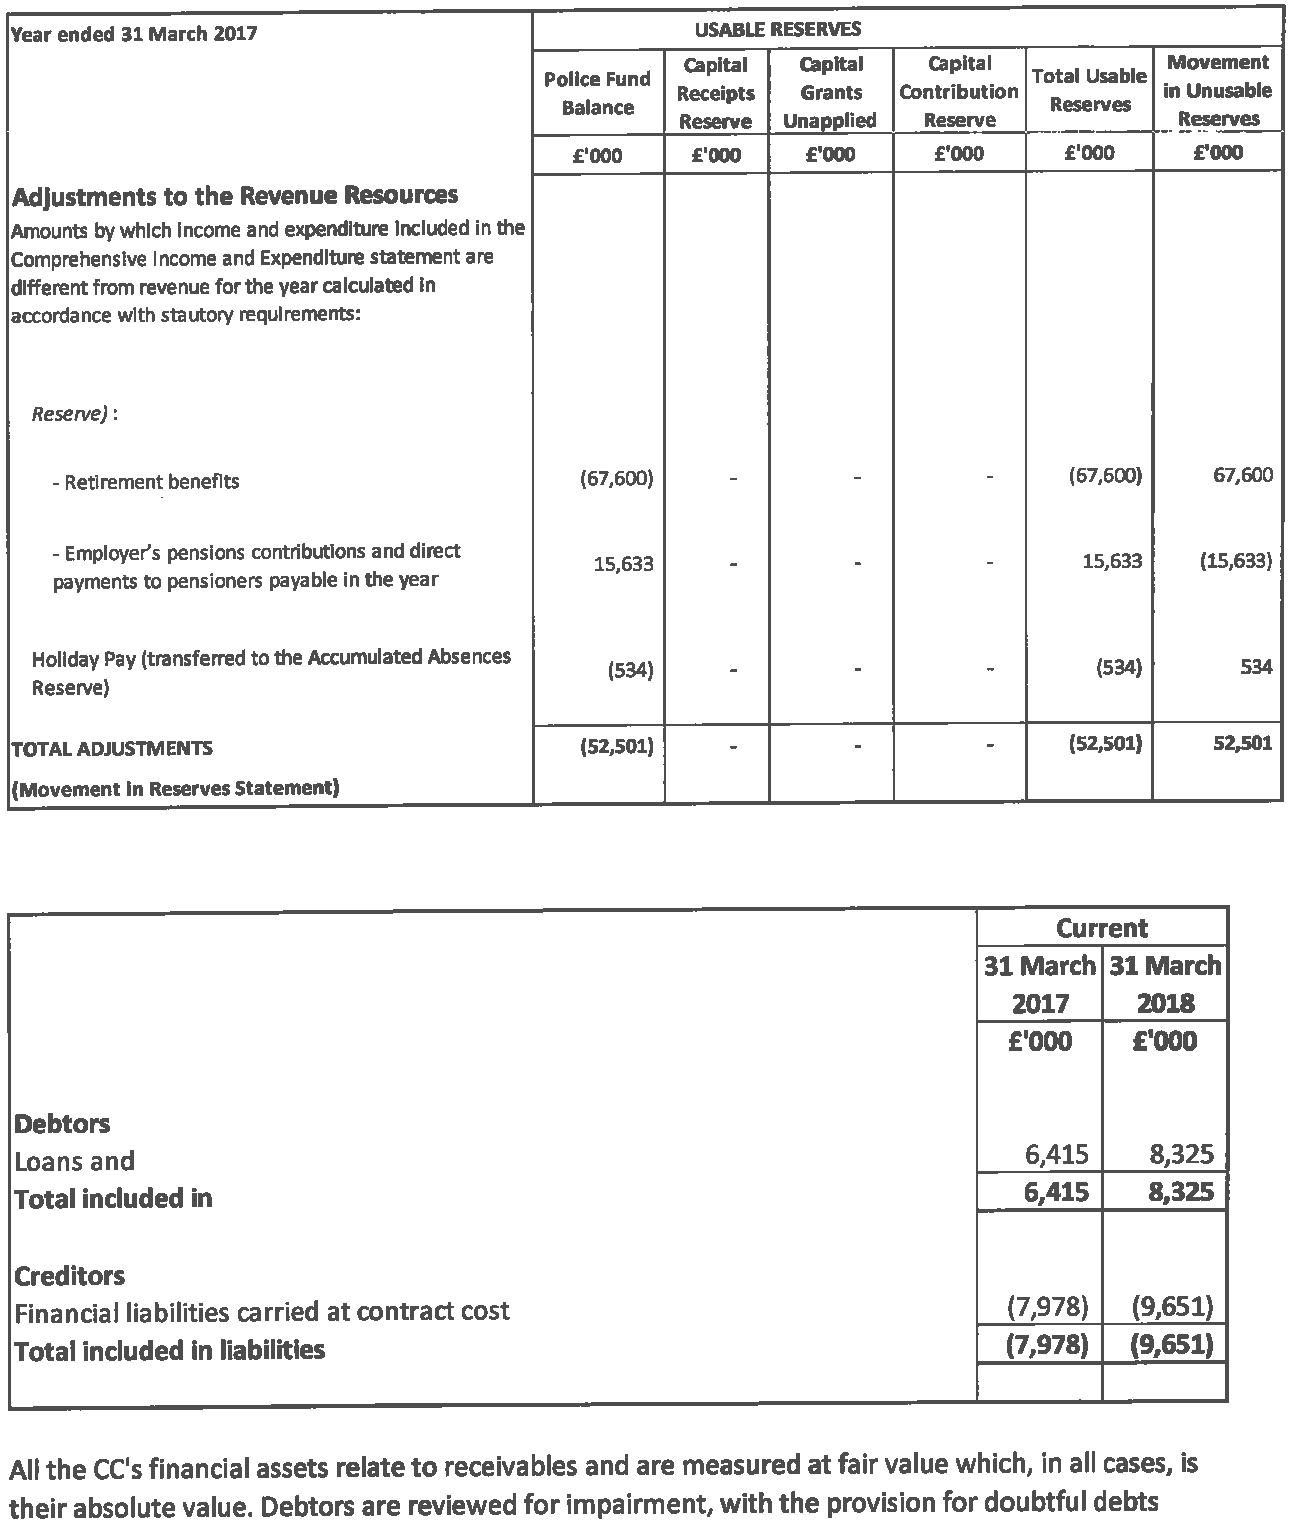 Year ended 31 March 2017
USABLE RESERVES
Police Fund Balance
Capital Receipts Reserve
Capital Grants Unapplied
Capital Contribution Reserve
Total Usable Reserves
Movement in Unusable Reserves
£'000 £'000 £'000 £'000 £'000 £'000
Adjustments to the Revenue Resources
Amounts by which income and expenditure included in the
Comprehensive Income and Expenditure statement are
different from revenue for the year calculated in
accordance with stautory requirements:
Reserve) :
- Retirement benefits (67,600) - - - (67,600) 67,600
- Employer's pensions contributions and direct
payments to pensioners payable in the year 15,633 - - - 15,633 (15,633)
Holiday Pay (transferred to the Accumulated Absences
Reserve) (534) - - - (534) 534
TOTAL ADJUSTMENTS (52,501) - - - (52,501) 52,501
(Movement in Reserves Statement)
Current
31 March 2017
31 March 2018
£'000 £'000
Debtors
Loans and 6,415 8,325
Total included in 6,415 8,325
Creditors
Financial liabilities carried at contract cost (7,978) (9,651)
Total included in liabilities (7,978) (9,651)
All the CC's financial assets relate to receivables and are measured at fair value which, in all cases, is
their absolute value. Debtors are reviewed for impairment, with the provision for doubtful debts